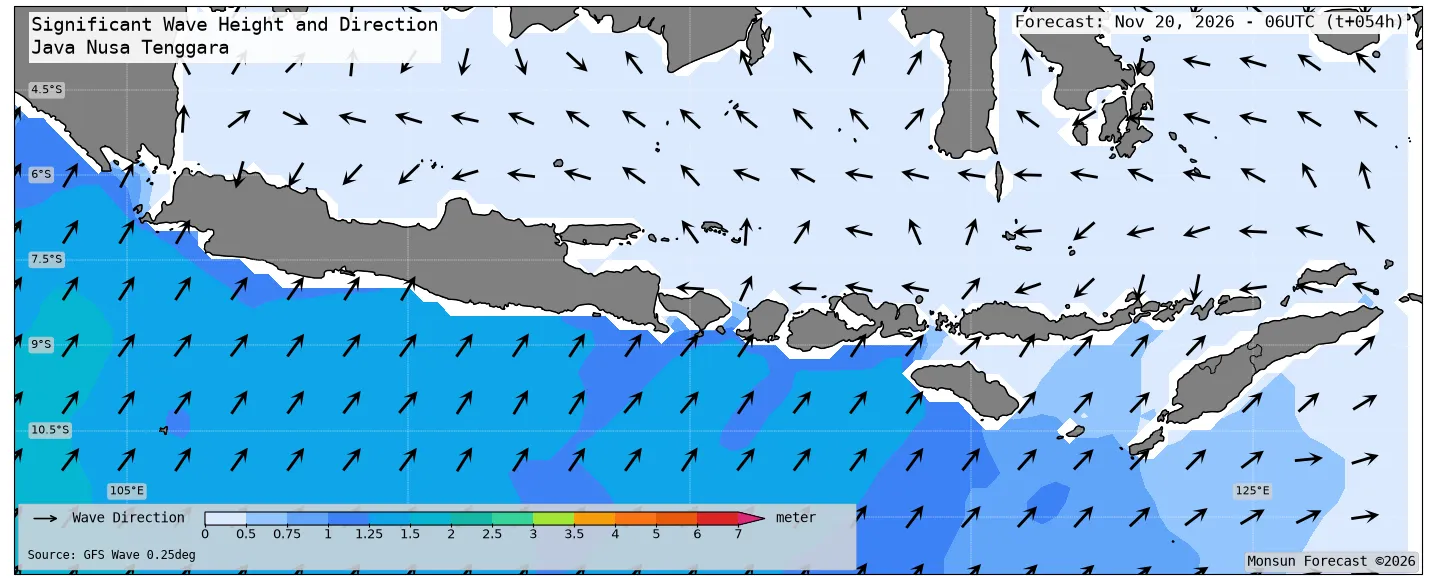 Significant Wave Height and Direction
Java Nusa Tenggara
Forecast: Nov 20, 2026 - 06UTC (t+054h)
4.5°S
6°S
7.5°S
9°S
10.5°S
105°E
125°E
Wave Direction
meter
0 0.5 0.75 1 1.25 1.5 2 2.5 3 3.5 4 5 6 7
Source: GFS Wave 0.25deg
Monsun Forecast ©2026